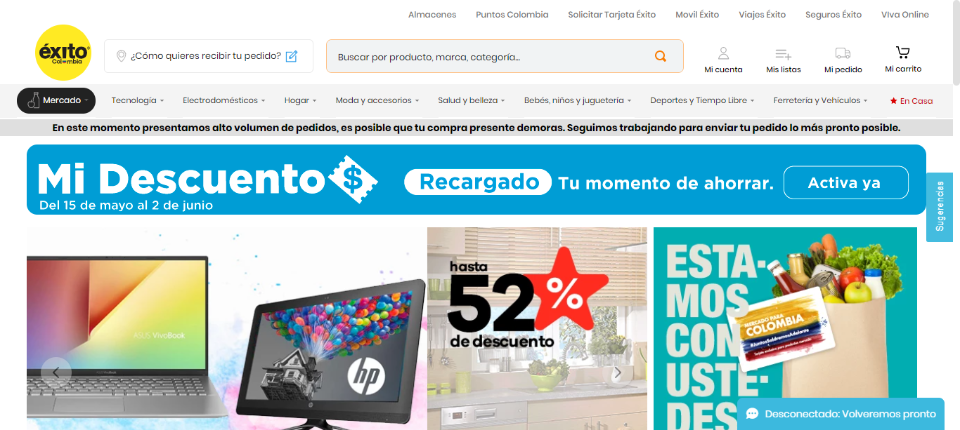 Almacenes Puntos Colombia Solicitar Tarjeta Éxito Movil Éxito Viajes Éxito Seguros Éxito VIva Online
éxito
Colombia
¿Cómo quieres recibir tu pedido?
Buscar por producto, marca, categoría...
Mi cuenta Mis listas Mi pedido Mi carrito
Mercado Tecnología Electrodomésticos Hogar Moda y accesorios Salud y belleza Bebés, niños y juguetería Deportes y Tiempo Libre Ferretería y Vehículos En Casa
En este momento presentamos alto volumen de pedidos, es posible que tu compra presente demoras. Seguimos trabajando para enviar tu pedido lo más pronto posible.
Mi Descuento $ Recargado Tu momento de ahorrar. Activa ya
Del 15 de mayo al 2 de junio
Sugerencias
ASUS VivoBook
hp
hasta
52%
de descuento
ESTA-
MOS
CON
USTE-
DES
MERCADO PARA
COLOMBIA
Desconectado: Volveremos pronto